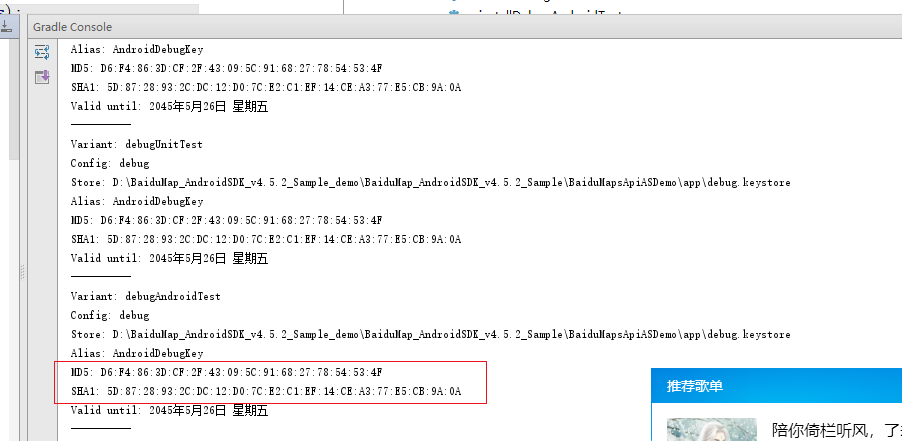 Gradle Console
Alias: AndroidDebugKey
MD5: D6:F4:86:3D:CF:2F:43:09:5C:91:68:27:78:54:53:4F
SHA1: 5D:87:28:93:2C:DC:12:D0:7C:E2:C1:EF:14:CE:A3:77:E5:CB:9A:0A
Valid until: 2045年5月26日 星期五
----------
Variant: debugUnitTest
Config: debug
Store: D:\BaiduMap_AndroidSDK_v4.5.2_Sample_demo\BaiduMap_AndroidSDK_v4.5.2_Sample\BaiduMapsApiASDemo\app\debug.keystore
Alias: AndroidDebugKey
MD5: D6:F4:86:3D:CF:2F:43:09:5C:91:68:27:78:54:53:4F
SHA1: 5D:87:28:93:2C:DC:12:D0:7C:E2:C1:EF:14:CE:A3:77:E5:CB:9A:0A
Valid until: 2045年5月26日 星期五
----------
Variant: debugAndroidTest
Config: debug
Store: D:\BaiduMap_AndroidSDK_v4.5.2_Sample_demo\BaiduMap_AndroidSDK_v4.5.2_Sample\BaiduMapsApiASDemo\app\debug.keystore
Alias: AndroidDebugKey
MD5: D6:F4:86:3D:CF:2F:43:09:5C:91:68:27:78:54:53:4F
SHA1: 5D:87:28:93:2C:DC:12:D0:7C:E2:C1:EF:14:CE:A3:77:E5:CB:9A:0A
Valid until: 2045年5月26日 星期五
----------
推荐歌单
陪你倚栏听风，了